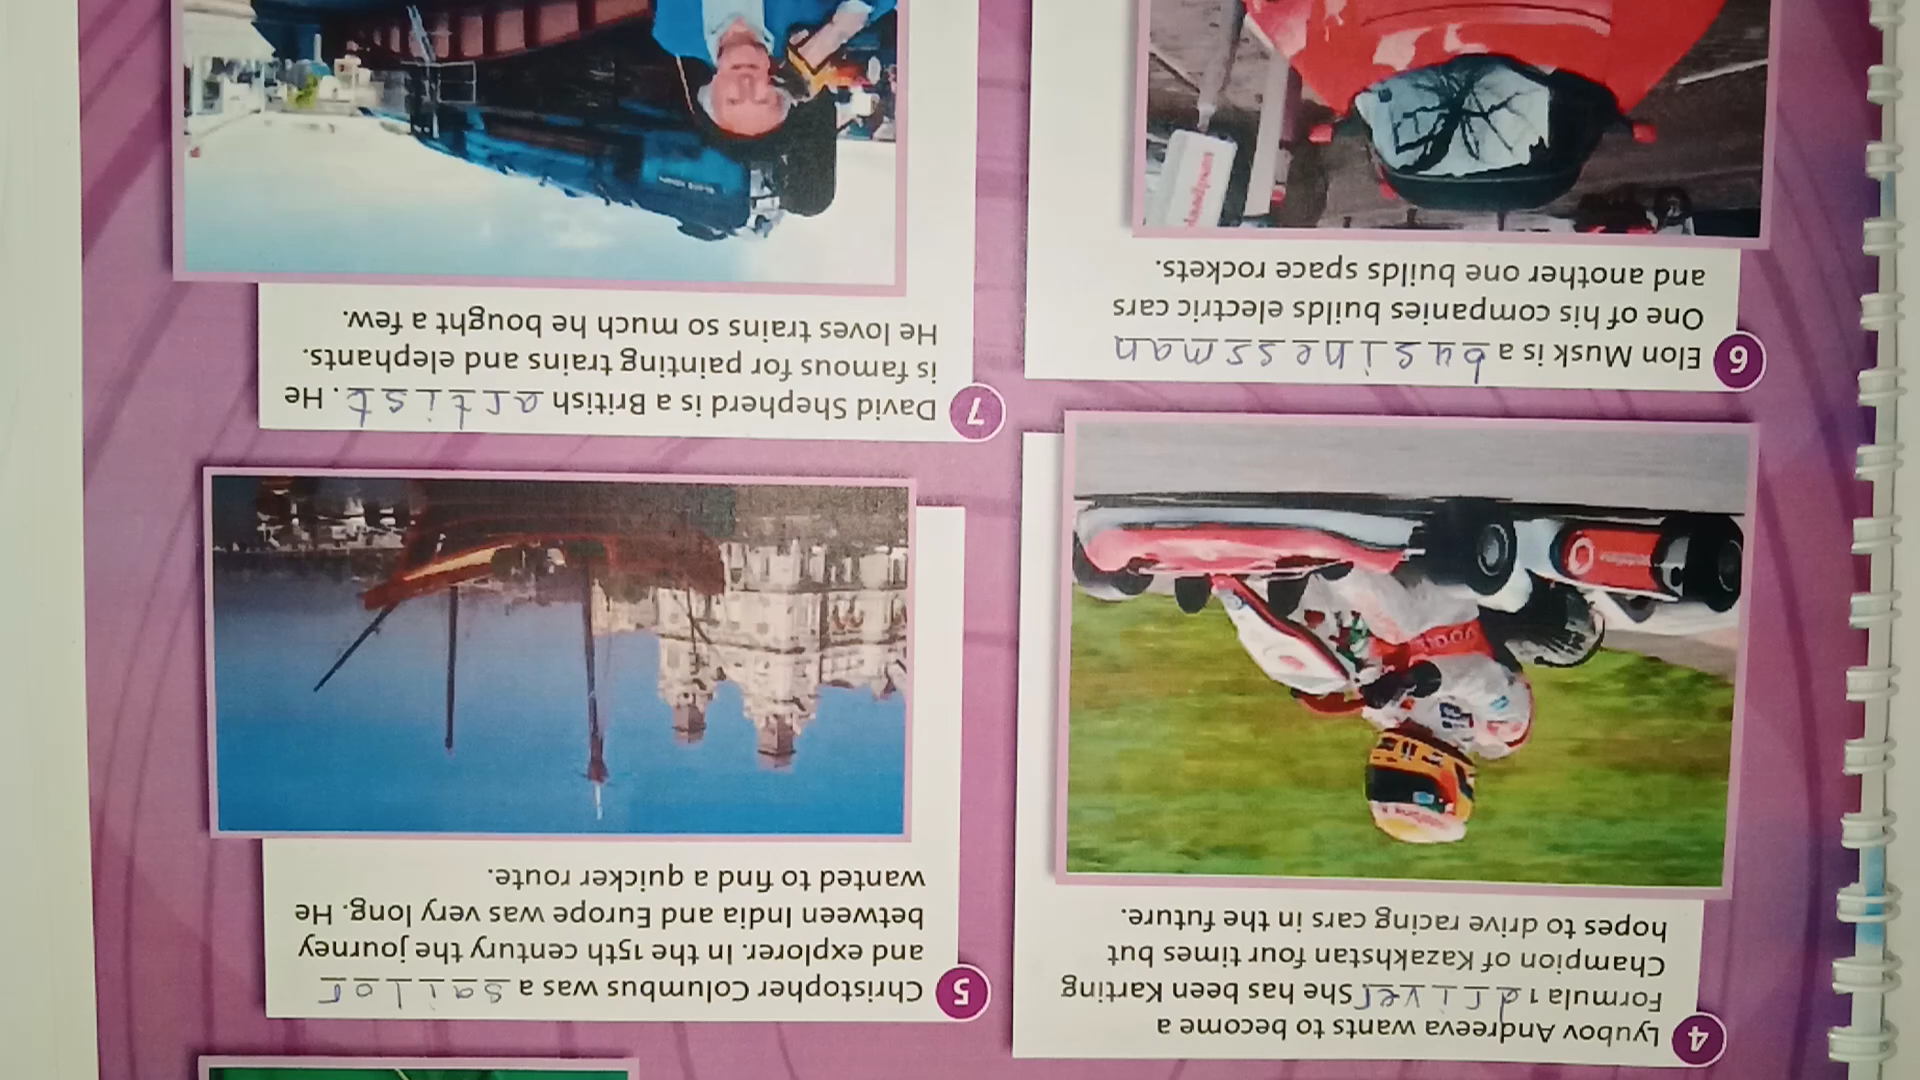 4
Lyubov Andreeva wants to become a
Formula 1 driver She has been Karting
Champion of Kazakhstan four times but
hopes to drive racing cars in the future.
5
Christopher Columbus was a sailor
and explorer. In the 15th century the journey
between India and Europe was very long. He
wanted to find a quicker route.
6
Elon Musk is a businessman
One of his companies builds electric cars
and another one builds space rockets.
7
David Shepherd is a British artist. He
is famous for painting trains and elephants.
He loves trains so much he bought a few.